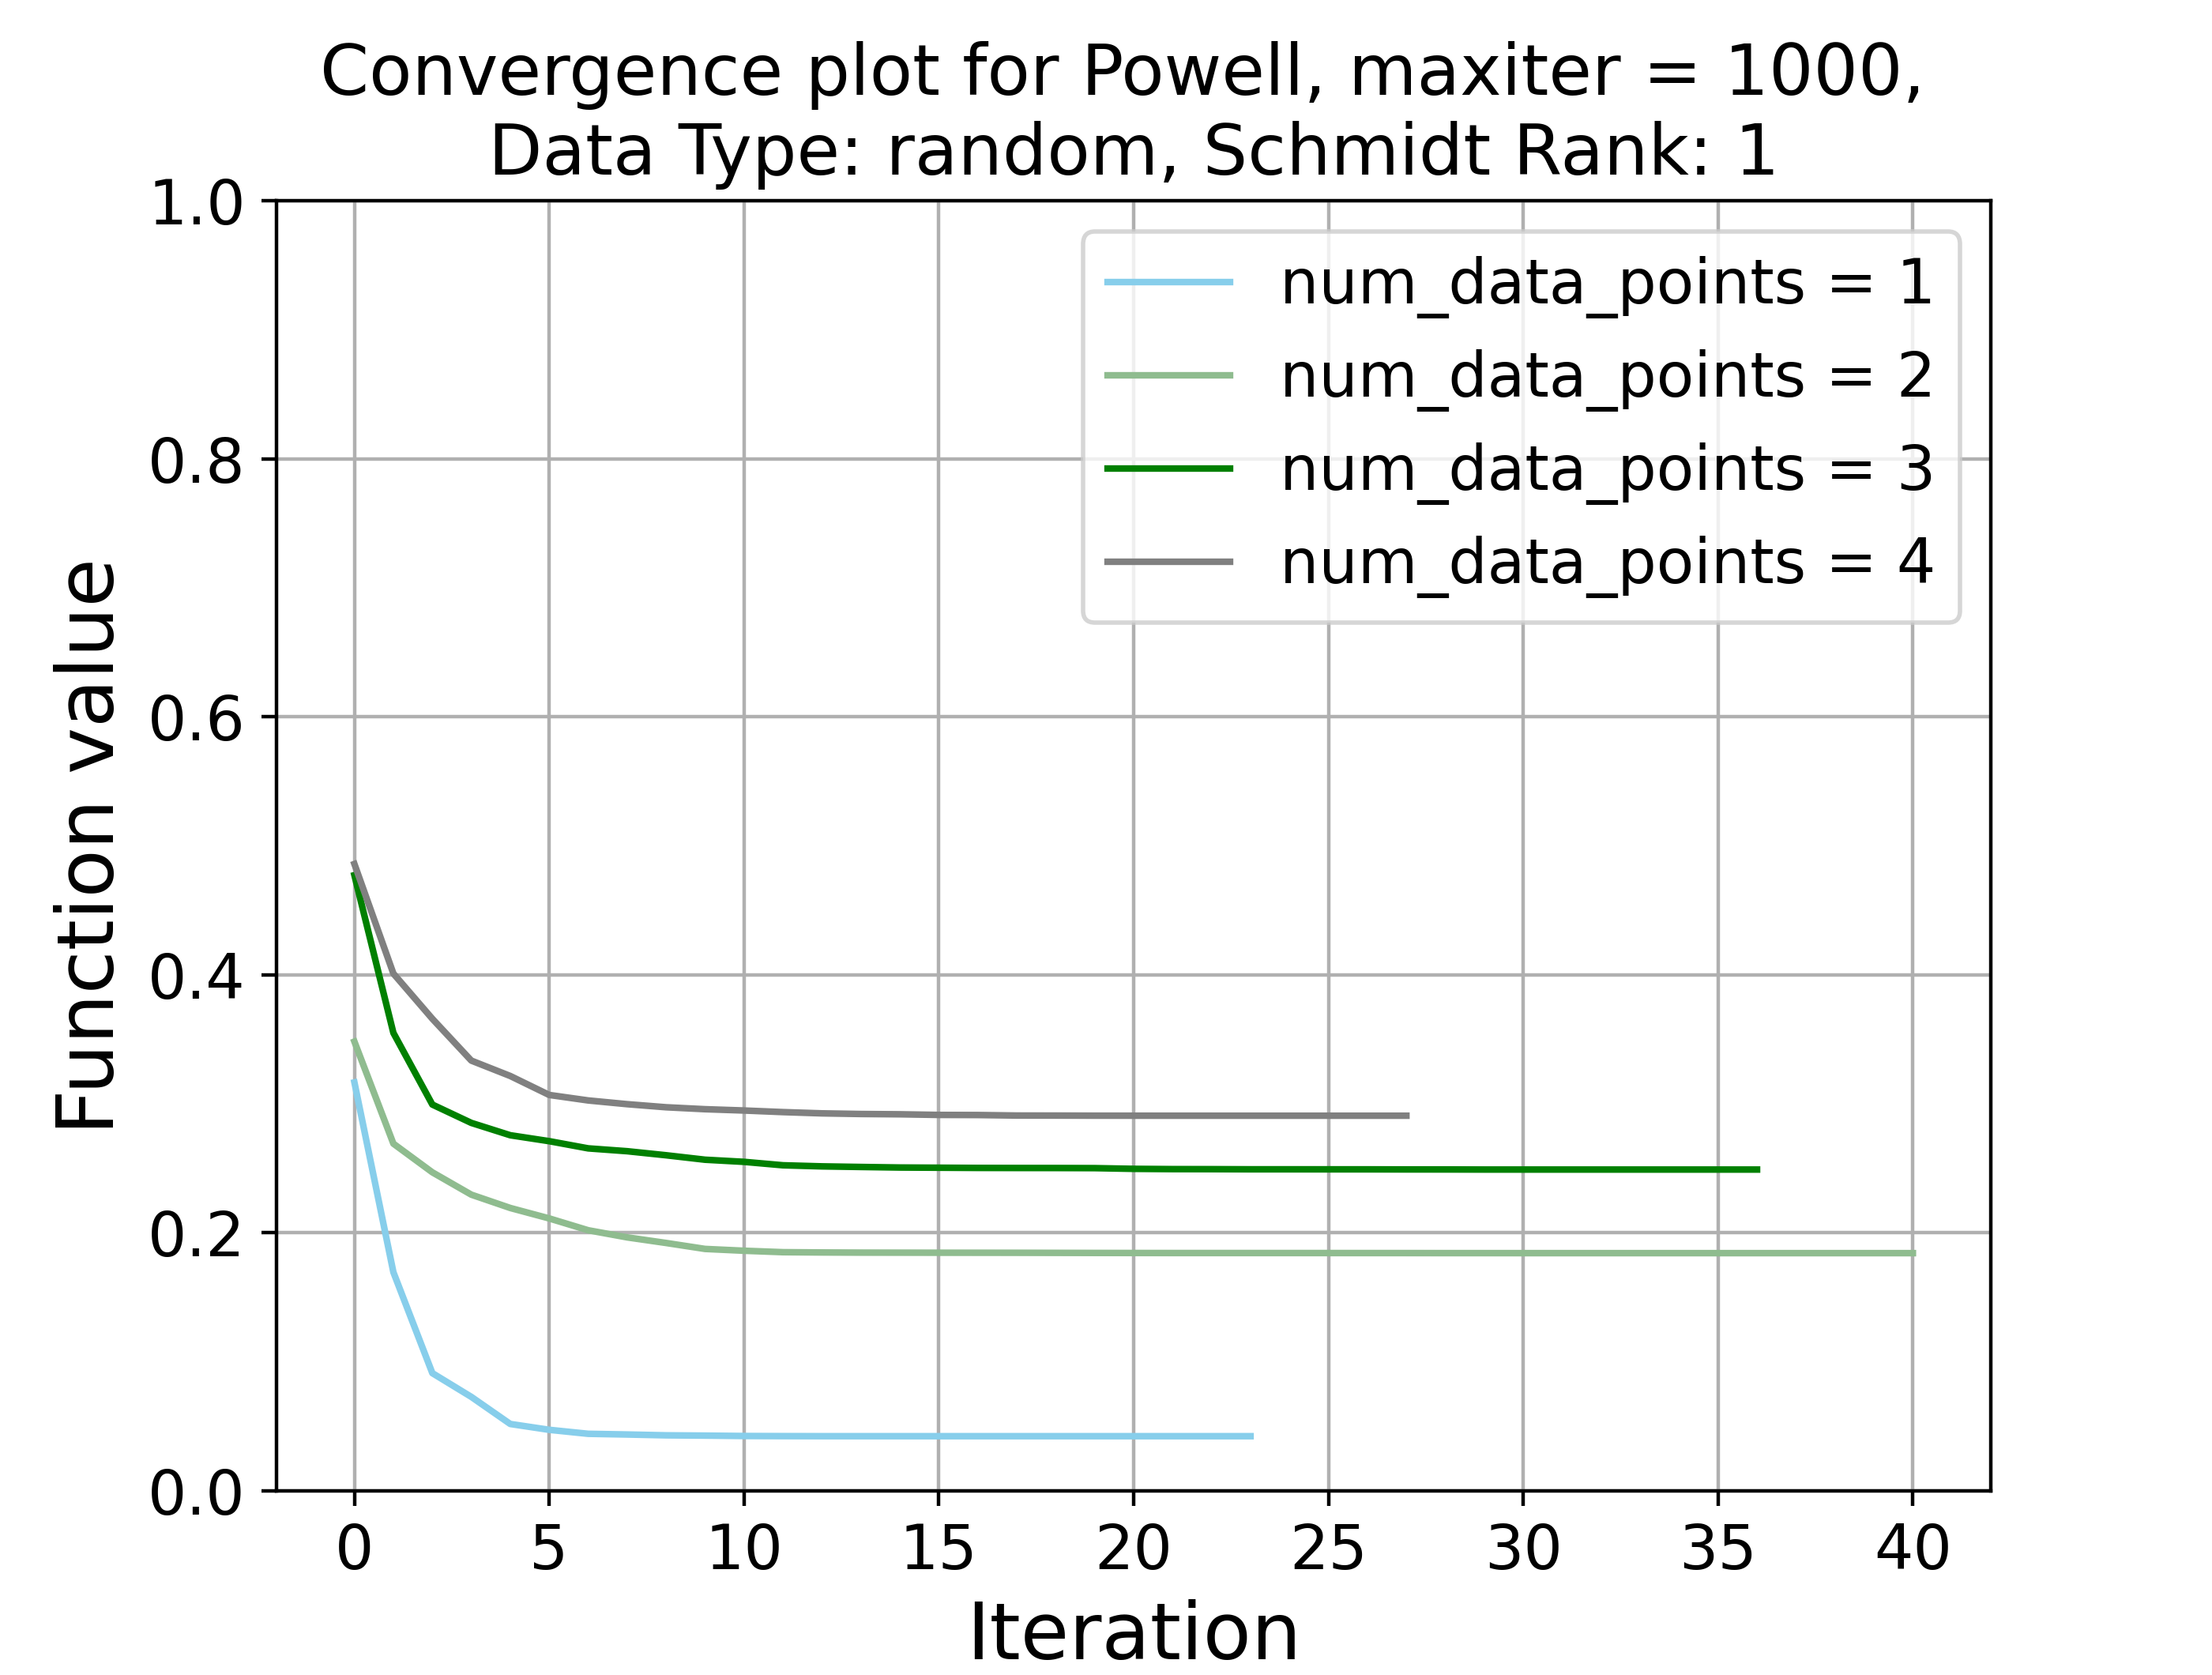 Convergence plot for Powell, maxiter = 1000,
Data Type: random, Schmidt Rank: 1
1.0
0.8
0.6
0.4
0.2
0.0
Function value
num_data_points = 1
num_data_points = 2
num_data_points = 3
num_data_points = 4
0 5 10 15 20 25 30 35 40
Iteration